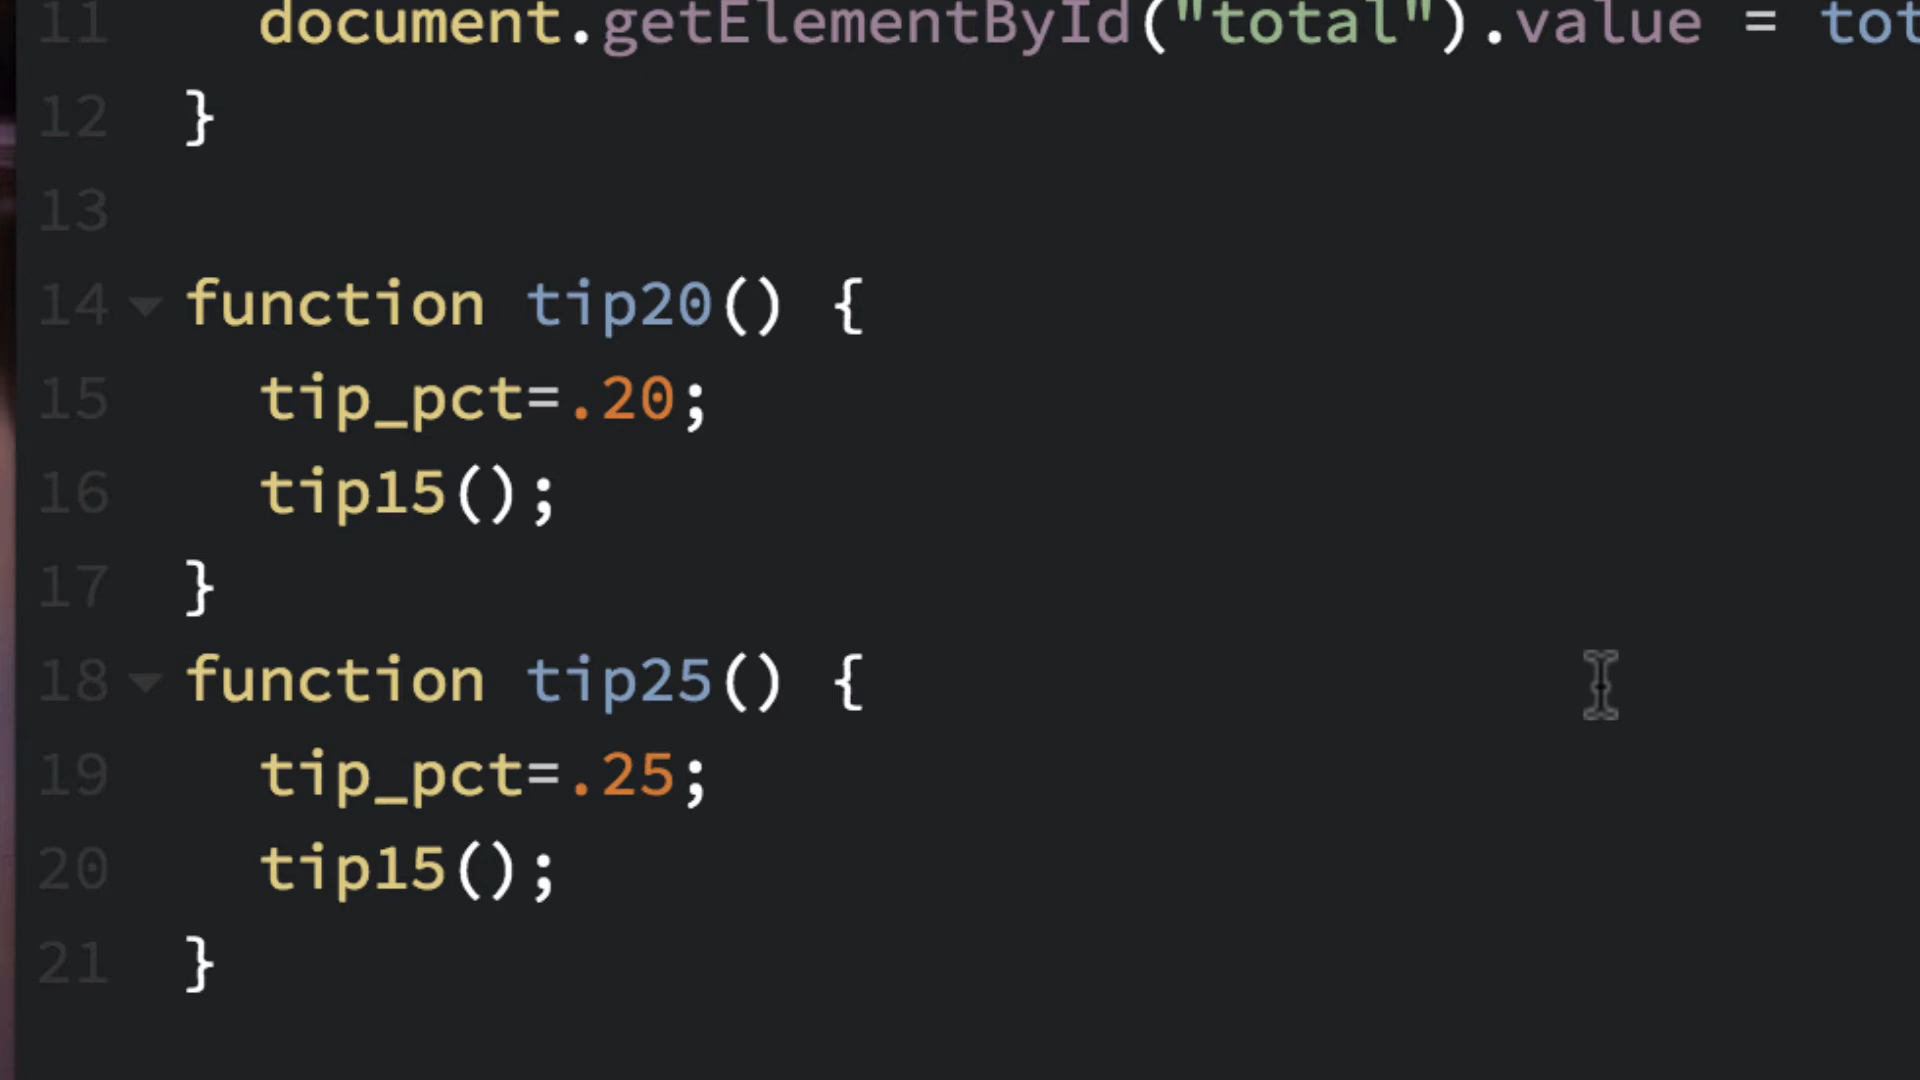 11 document.getElementById("total").value = tot
12 }
13
14 function tip20() {
15 tip_pct=.20;
16 tip15();
17 }
18 function tip25() {
19 tip_pct=.25;
20 tip15();
21 }